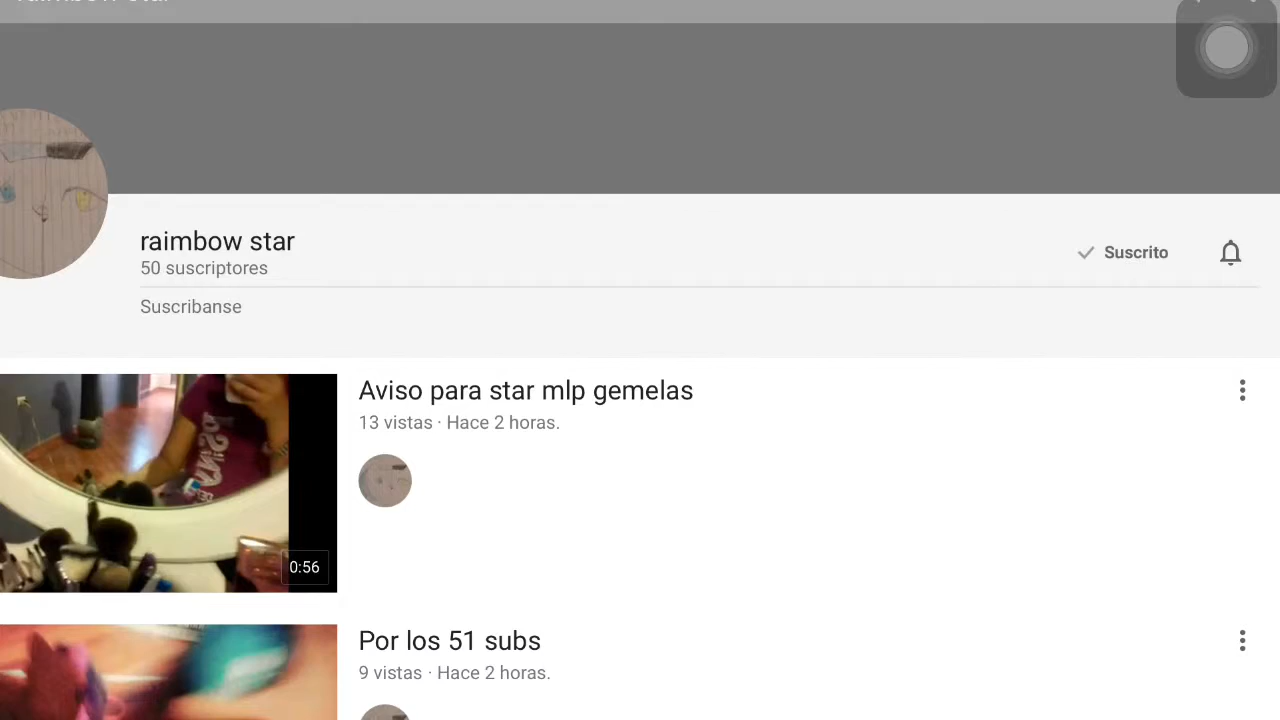 raimbow star
50 suscriptores
Suscrito
Suscribanse
Aviso para star mlp gemelas
13 vistas · Hace 2 horas.
0:56
Por los 51 subs
9 vistas · Hace 2 horas.